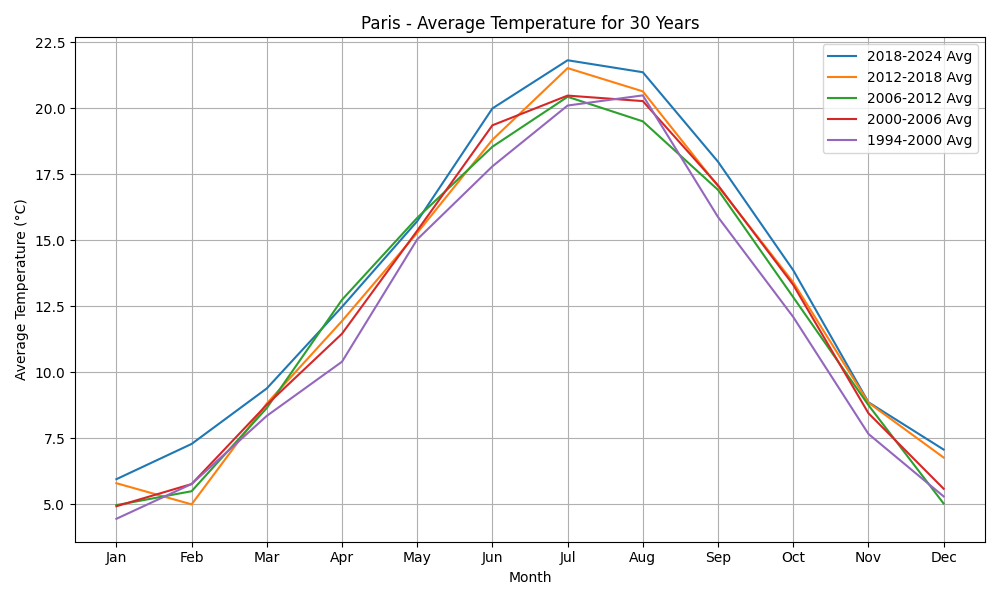 Paris - Average Temperature for 30 Years
22.5
20.0
17.5
15.0
12.5
10.0
7.5
5.0
Average Temperature (°C)
2018-2024 Avg
2012-2018 Avg
2006-2012 Avg
2000-2006 Avg
1994-2000 Avg
Jan Feb Mar Apr May Jun Jul Aug Sep Oct Nov Dec
Month